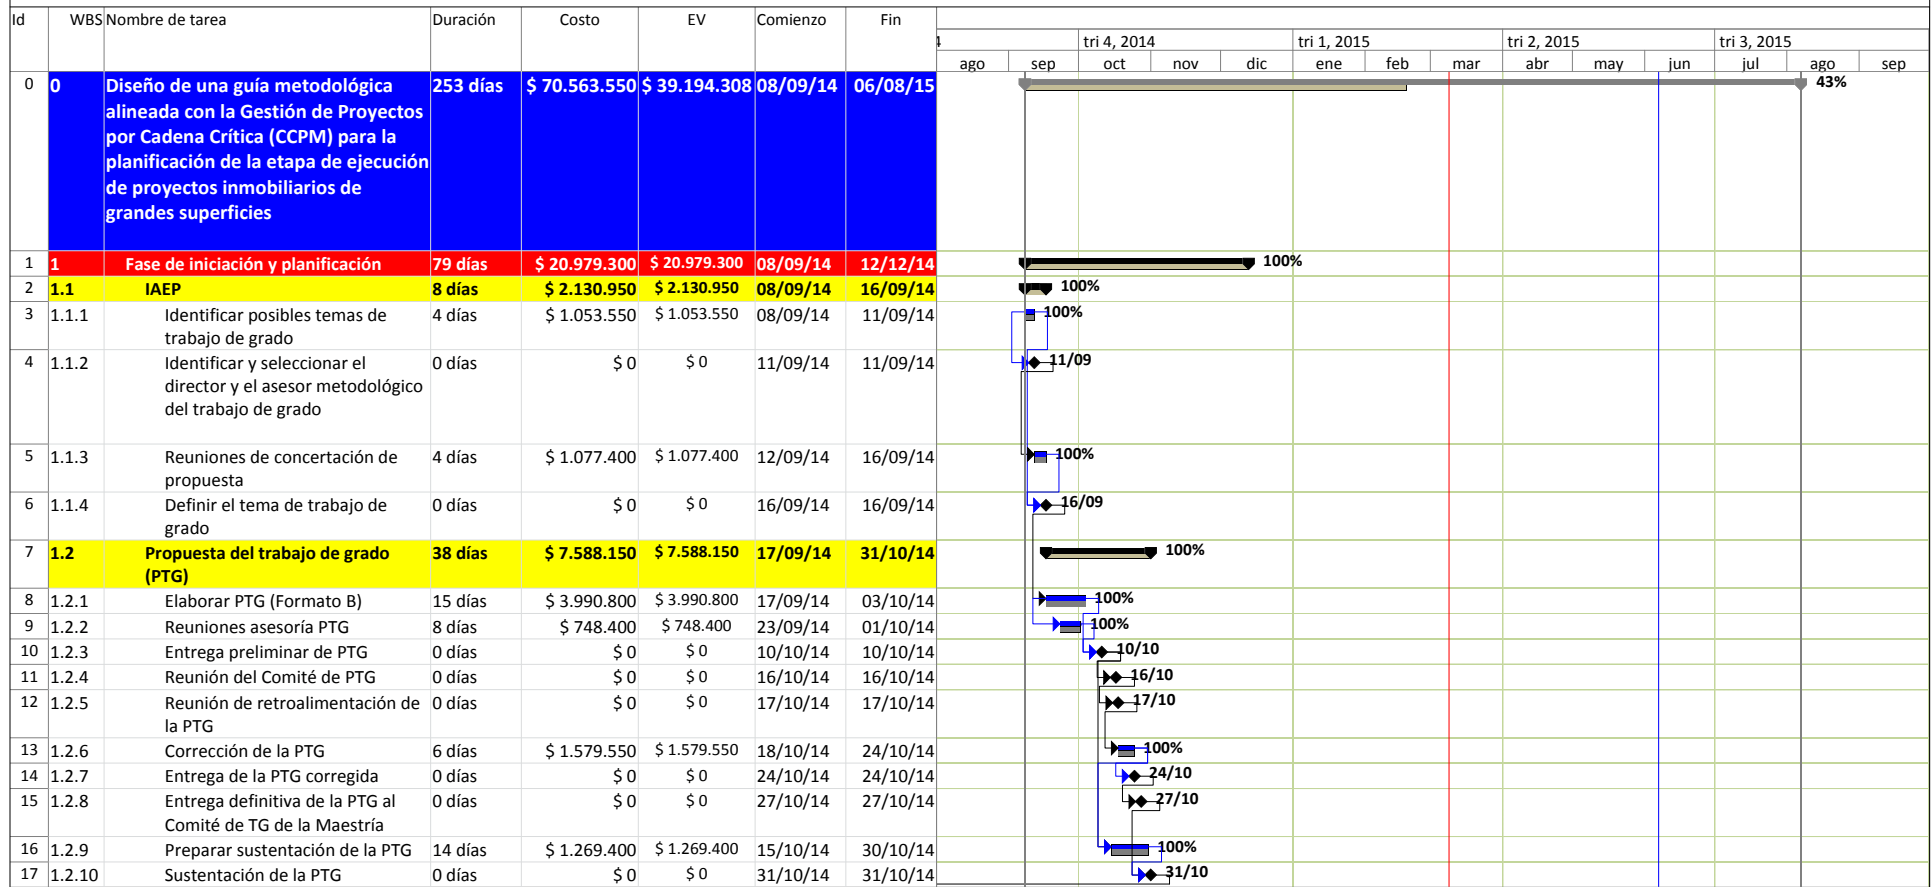 Id WBS Nombre de tarea Duración Costo EV Comienzo Fin
4 tri 4, 2014 tri 1, 2015 tri 2, 2015 tri 3, 2015
ago sep oct nov dic ene feb mar abr may jun jul ago sep
0 0 Diseño de una guía metodológica 253 días $ 70.563.550 $ 39.194.308 08/09/14 06/08/15 43%
alineada con la Gestión de Proyectos
por Cadena Crítica (CCPM) para la
planificación de la etapa de ejecución
de proyectos inmobiliarios de
grandes superficies
1 1 Fase de iniciación y planificación 79 días $ 20.979.300 $ 20.979.300 08/09/14 12/12/14 100%
2 1.1 IAEP 8 días $ 2.130.950 $ 2.130.950 08/09/14 16/09/14 100%
3 1.1.1 Identificar posibles temas de 4 días $ 1.053.550 $ 1.053.550 08/09/14 11/09/14 100%
trabajo de grado
4 1.1.2 Identificar y seleccionar el 0 días $ 0 $ 0 11/09/14 11/09/14 11/09
director y el asesor metodológico
del trabajo de grado
5 1.1.3 Reuniones de concertación de 4 días $ 1.077.400 $ 1.077.400 12/09/14 16/09/14 100%
propuesta
6 1.1.4 Definir el tema de trabajo de 0 días $ 0 $ 0 16/09/14 16/09/14 16/09
grado
7 1.2 Propuesta del trabajo de grado 38 días $ 7.588.150 $ 7.588.150 17/09/14 31/10/14 100%
(PTG)
8 1.2.1 Elaborar PTG (Formato B) 15 días $ 3.990.800 $ 3.990.800 17/09/14 03/10/14 100%
9 1.2.2 Reuniones asesoría PTG 8 días $ 748.400 $ 748.400 23/09/14 01/10/14 100%
10 1.2.3 Entrega preliminar de PTG 0 días $ 0 $ 0 10/10/14 10/10/14 10/10
11 1.2.4 Reunión del Comité de PTG 0 días $ 0 $ 0 16/10/14 16/10/14 16/10
12 1.2.5 Reunión de retroalimentación de 0 días $ 0 $ 0 17/10/14 17/10/14 17/10
la PTG
13 1.2.6 Corrección de la PTG 6 días $ 1.579.550 $ 1.579.550 18/10/14 24/10/14 100%
14 1.2.7 Entrega de la PTG corregida 0 días $ 0 $ 0 24/10/14 24/10/14 24/10
15 1.2.8 Entrega definitiva de la PTG al 0 días $ 0 $ 0 27/10/14 27/10/14 27/10
Comité de TG de la Maestría
16 1.2.9 Preparar sustentación de la PTG 14 días $ 1.269.400 $ 1.269.400 15/10/14 30/10/14 100%
17 1.2.10 Sustentación de la PTG 0 días $ 0 $ 0 31/10/14 31/10/14 31/10